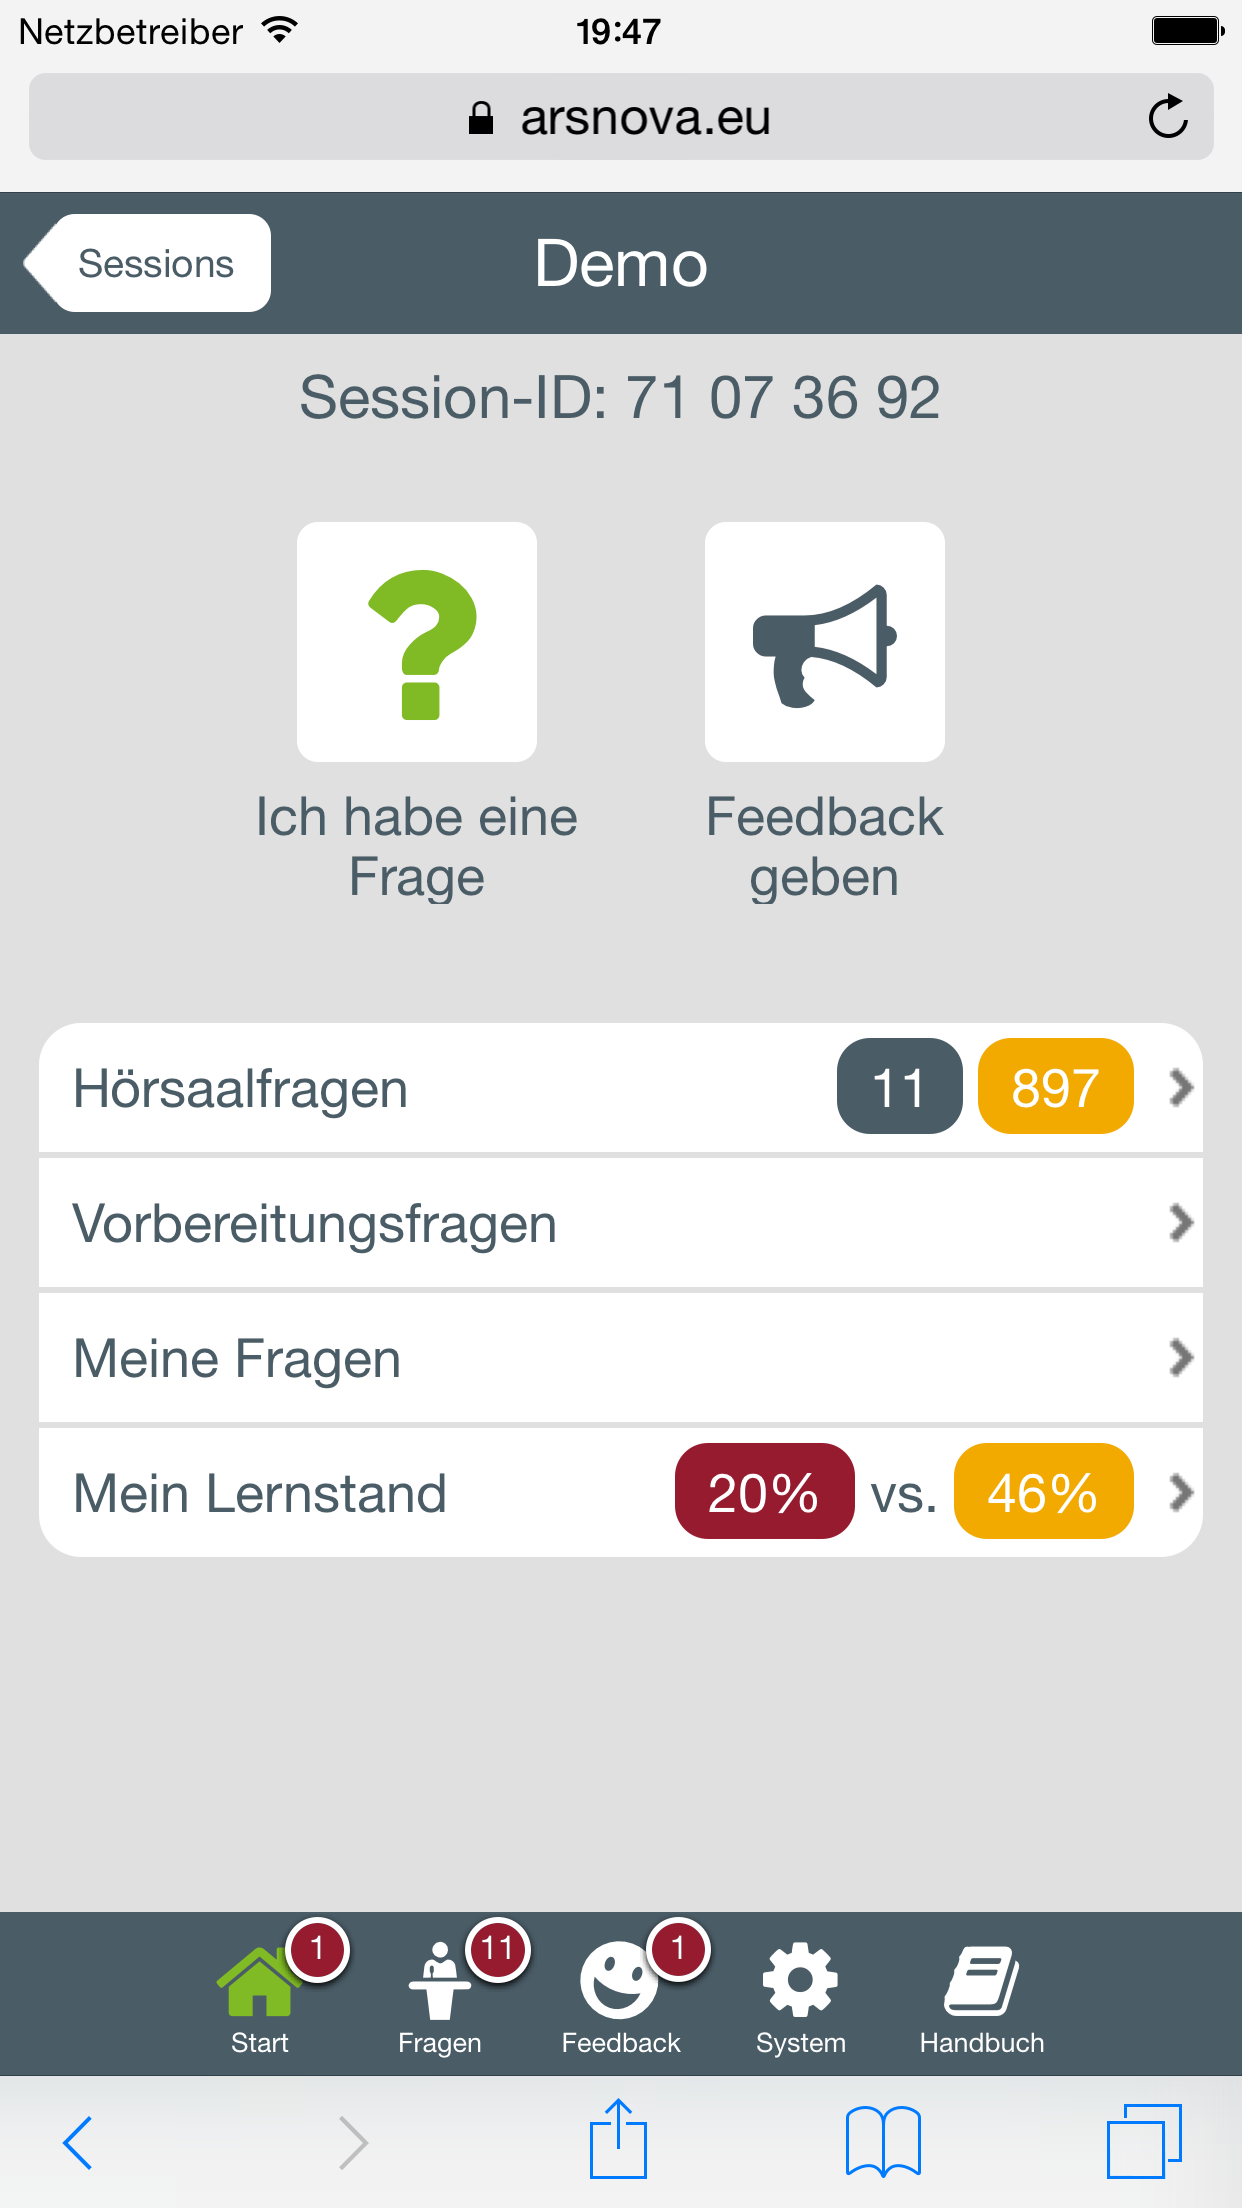 Netzbetreiber 19:47
arsnova.eu
Sessions Demo
Session-ID: 71 07 36 92
Ich habe eine
Frage
Feedback
geben
Hörsaalfragen 11 897
Vorbereitungsfragen
Meine Fragen
Mein Lernstand 20% vs. 46%
1 11 1
Start Fragen Feedback System Handbuch